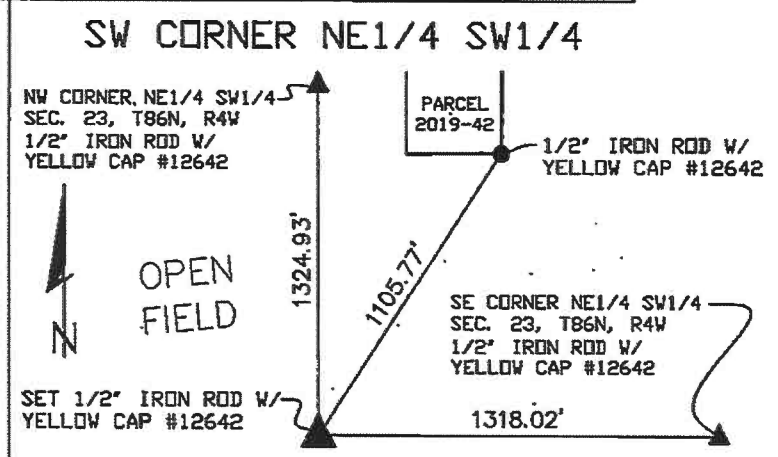 SW CORNER NE1/4 SW1/4
NW CORNER, NE1/4 SW1/4
SEC. 23, T86N, R4W
1/2" IRON ROD W/
YELLOW CAP #12642
PARCEL
2019-42
1/2" IRON ROD W/
YELLOW CAP #12642
1324.93'
1105.77'
OPEN
FIELD
N
SE CORNER NE1/4 SW1/4
SEC. 23, T86N, R4W
1/2" IRON ROD W/
YELLOW CAP #12642
SET 1/2" IRON ROD W/
YELLOW CAP #12642
1318.02'